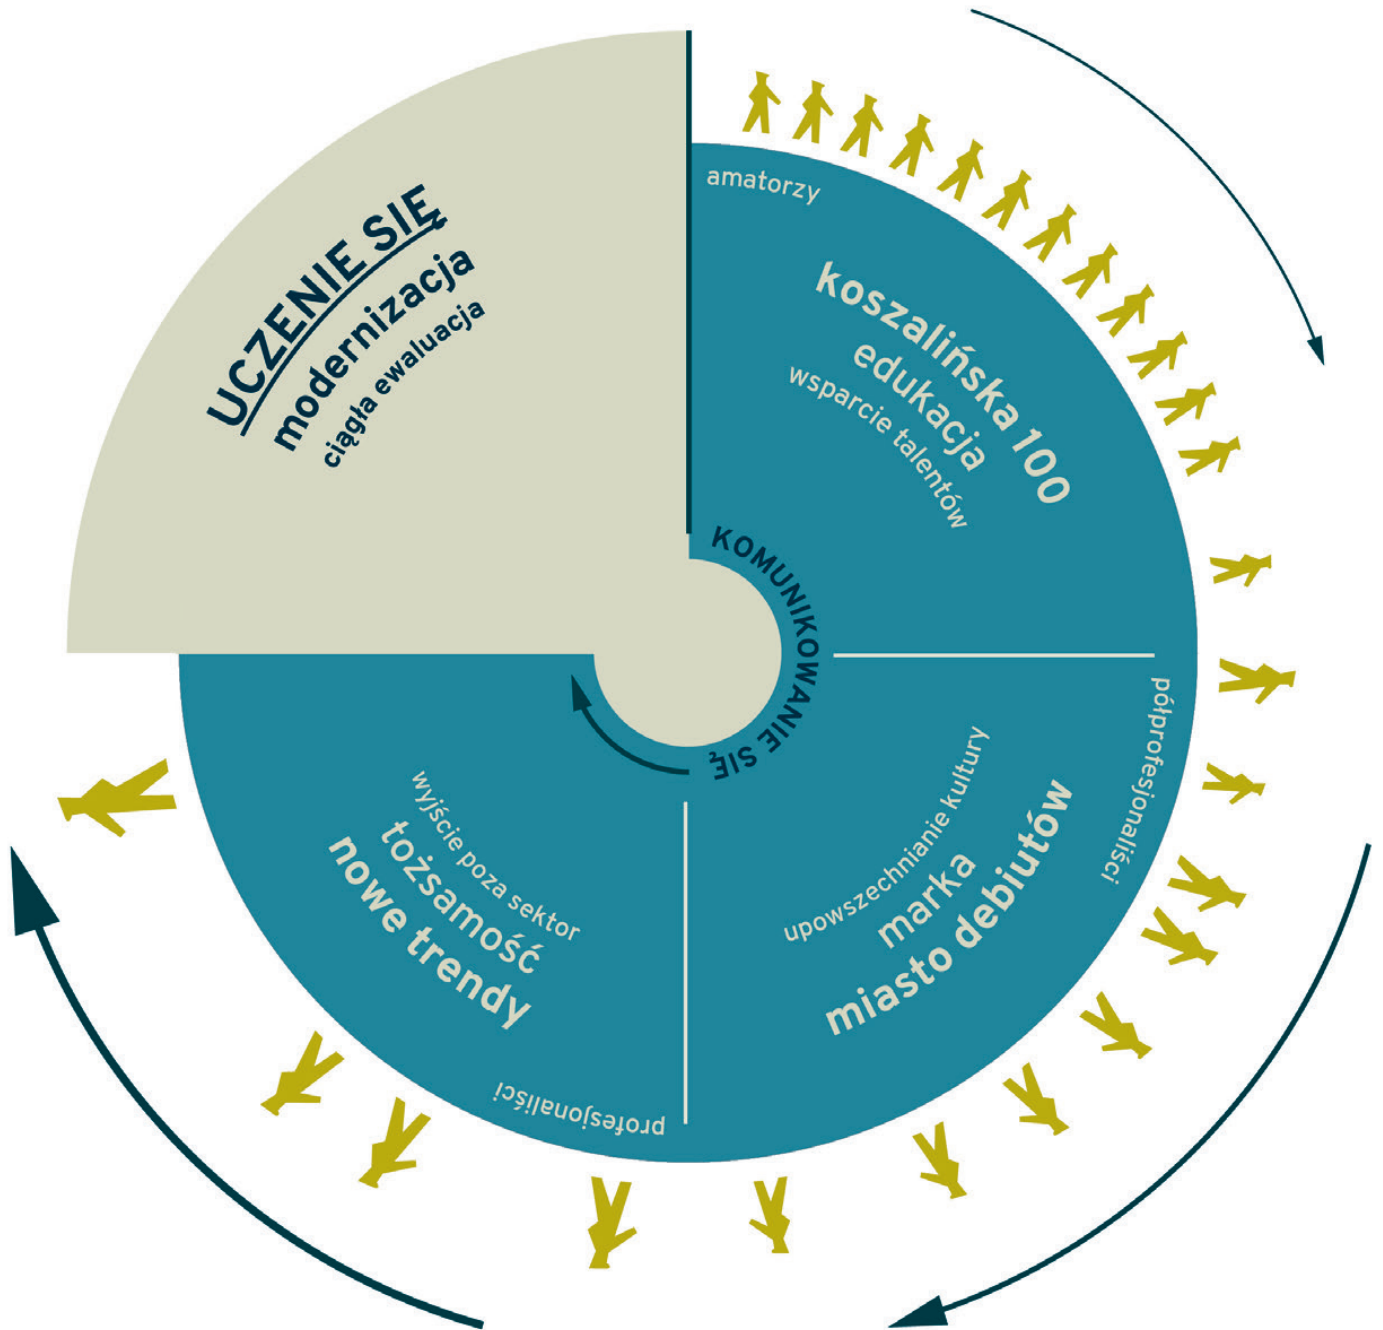 UCZENIE SIĘ
modernizacja
ciągła ewaluacja
amatorzy
koszalińska 100
edukacja
wsparcie talentów
KOMUNIKOWANIE SIĘ
półprofesjonaliści
upowszechnianie kultury
marka
miasto debiutów
wyjście poza sektor
tożsamość
nowe trendy
profesjonaliści